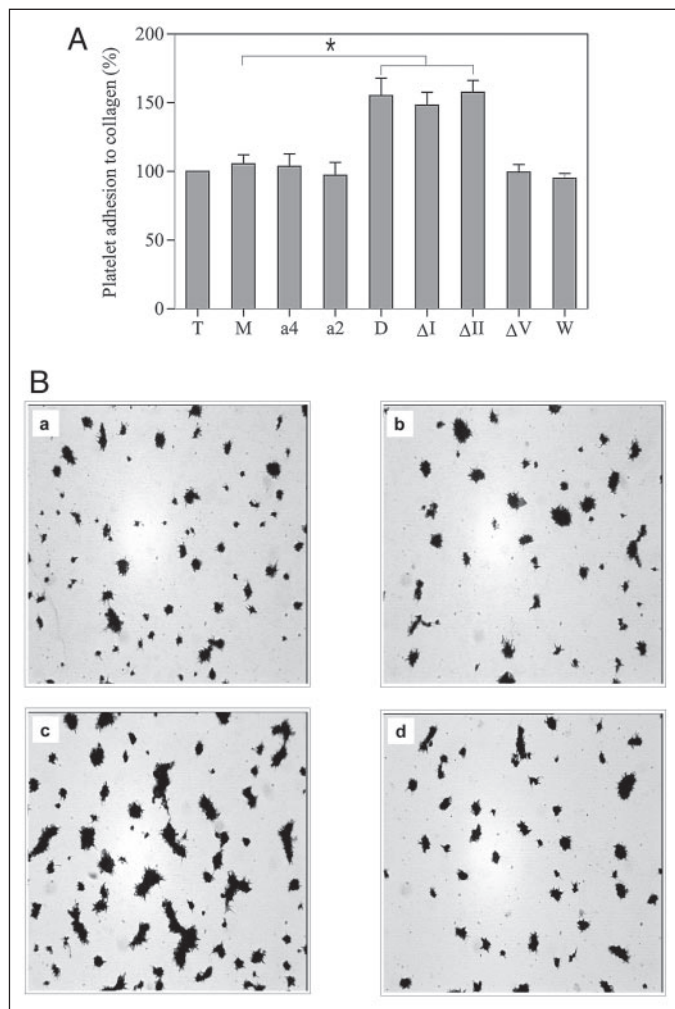 A
Platelet adhesion to collagen (%)
200
150
100
50
0
*
T M a4 a2 D ΔI ΔII ΔV W
B
a
b
c
d